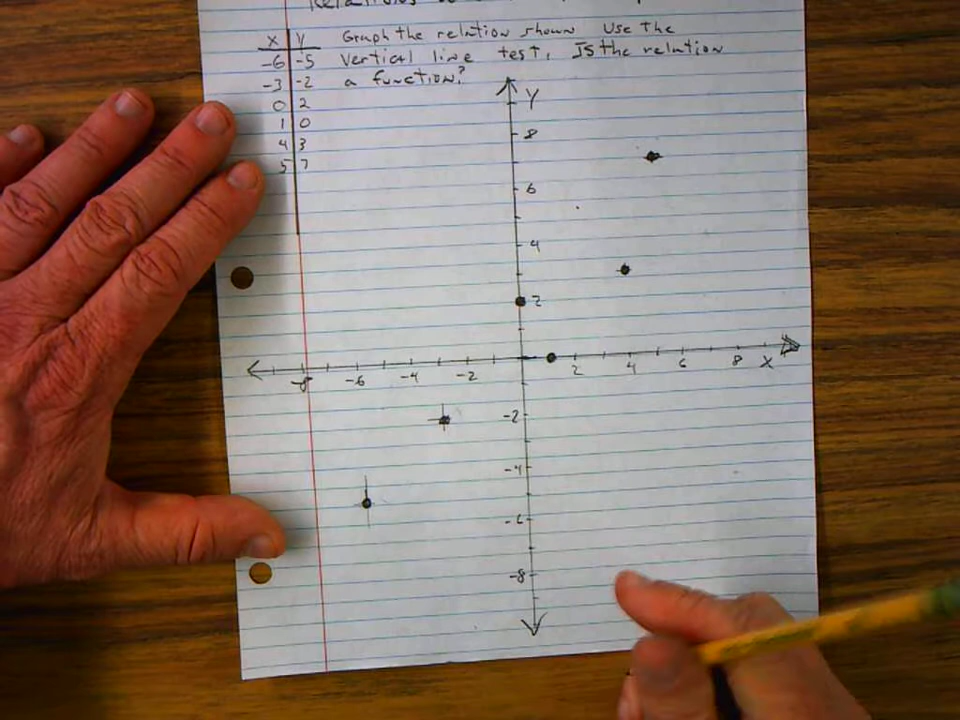 X Y
-6 -5
-3 -2
0 2
1 0
4 3
5 7
Graph the relation shown Use the
vertical line test. Is the relation
a function?
Y
8
6
4
2
-8 -6 -4 -2 2 4 6 8 X
-2
-4
-6
-8